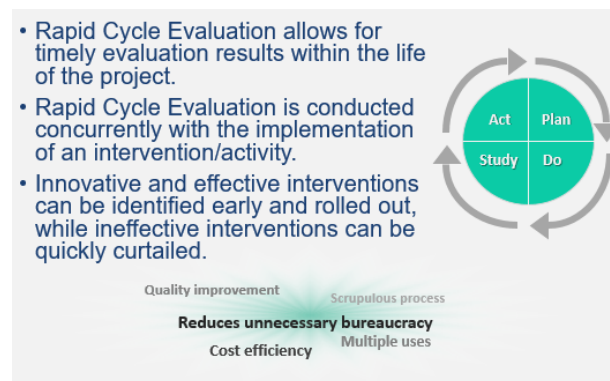 • Rapid Cycle Evaluation allows for
timely evaluation results within the life
of the project.
• Rapid Cycle Evaluation is conducted
concurrently with the implementation
of an intervention/activity.
• Innovative and effective interventions
can be identified early and rolled out,
while ineffective interventions can be
quickly curtailed.
Act Plan
Study Do
Quality improvement
Scrupulous process
Reduces unnecessary bureaucracy
Multiple uses
Cost efficiency